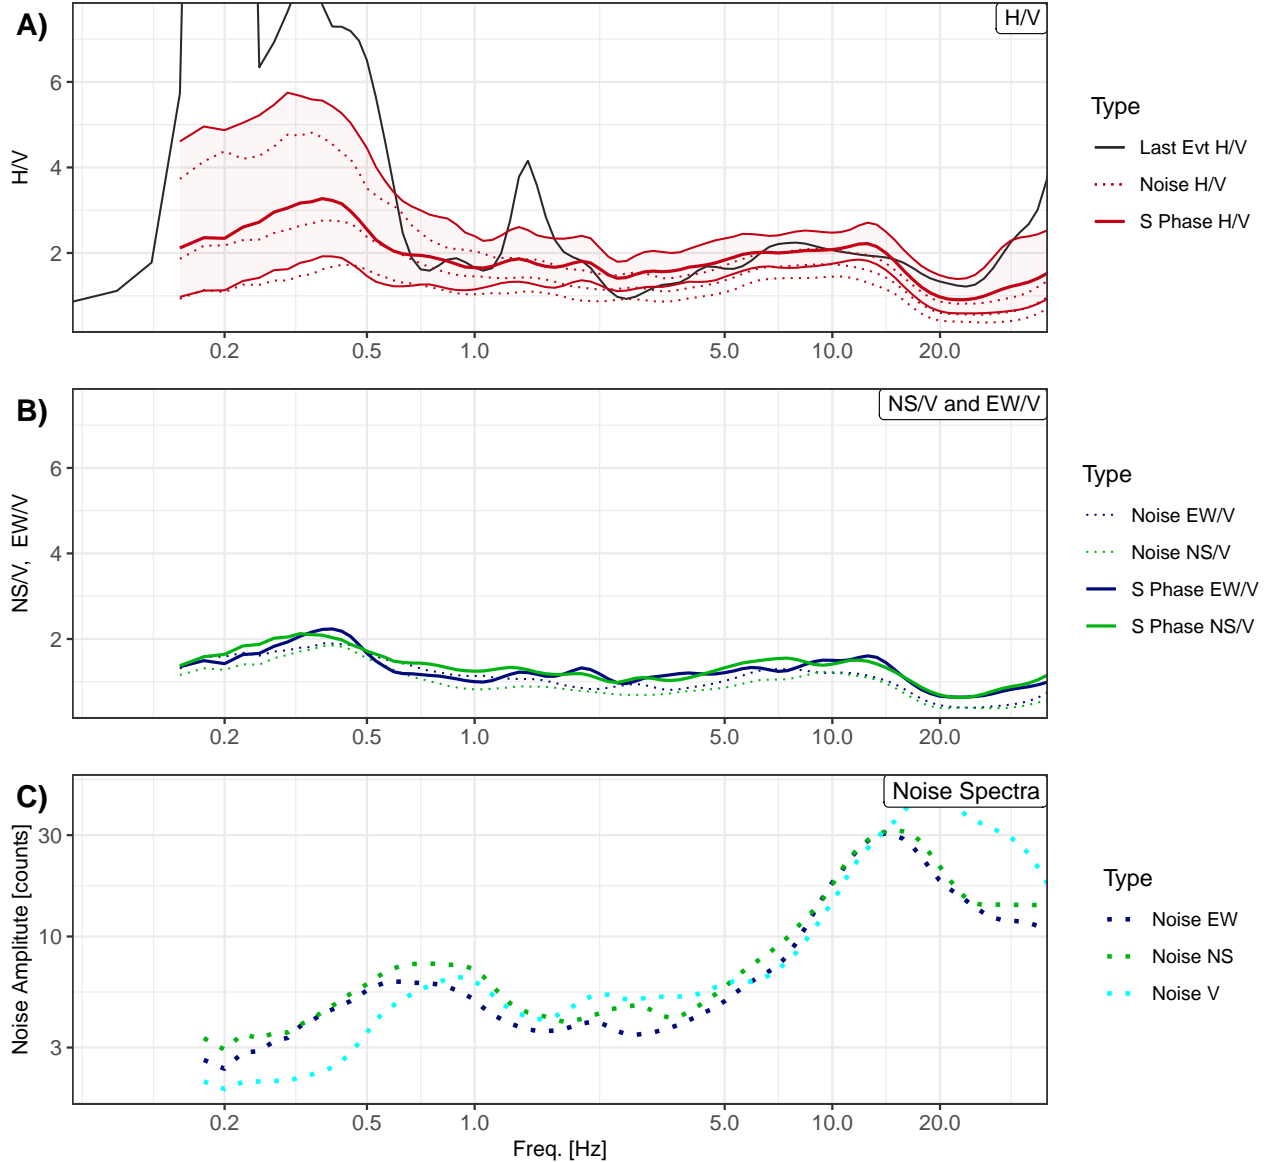 A)
H/V
6
4
2
H/V
0.2 0.5 1.0 5.0 10.0 20.0
Type
Last Evt H/V
Noise H/V
S Phase H/V
B)
NS/V and EW/V
6
4
2
NS/V, EW/V
0.2 0.5 1.0 5.0 10.0 20.0
Type
Noise EW/V
Noise NS/V
S Phase EW/V
S Phase NS/V
C)
Noise Spectra
30
10
3
Noise Amplitute [counts]
0.2 0.5 1.0 5.0 10.0 20.0
Freq. [Hz]
Type
Noise EW
Noise NS
Noise V